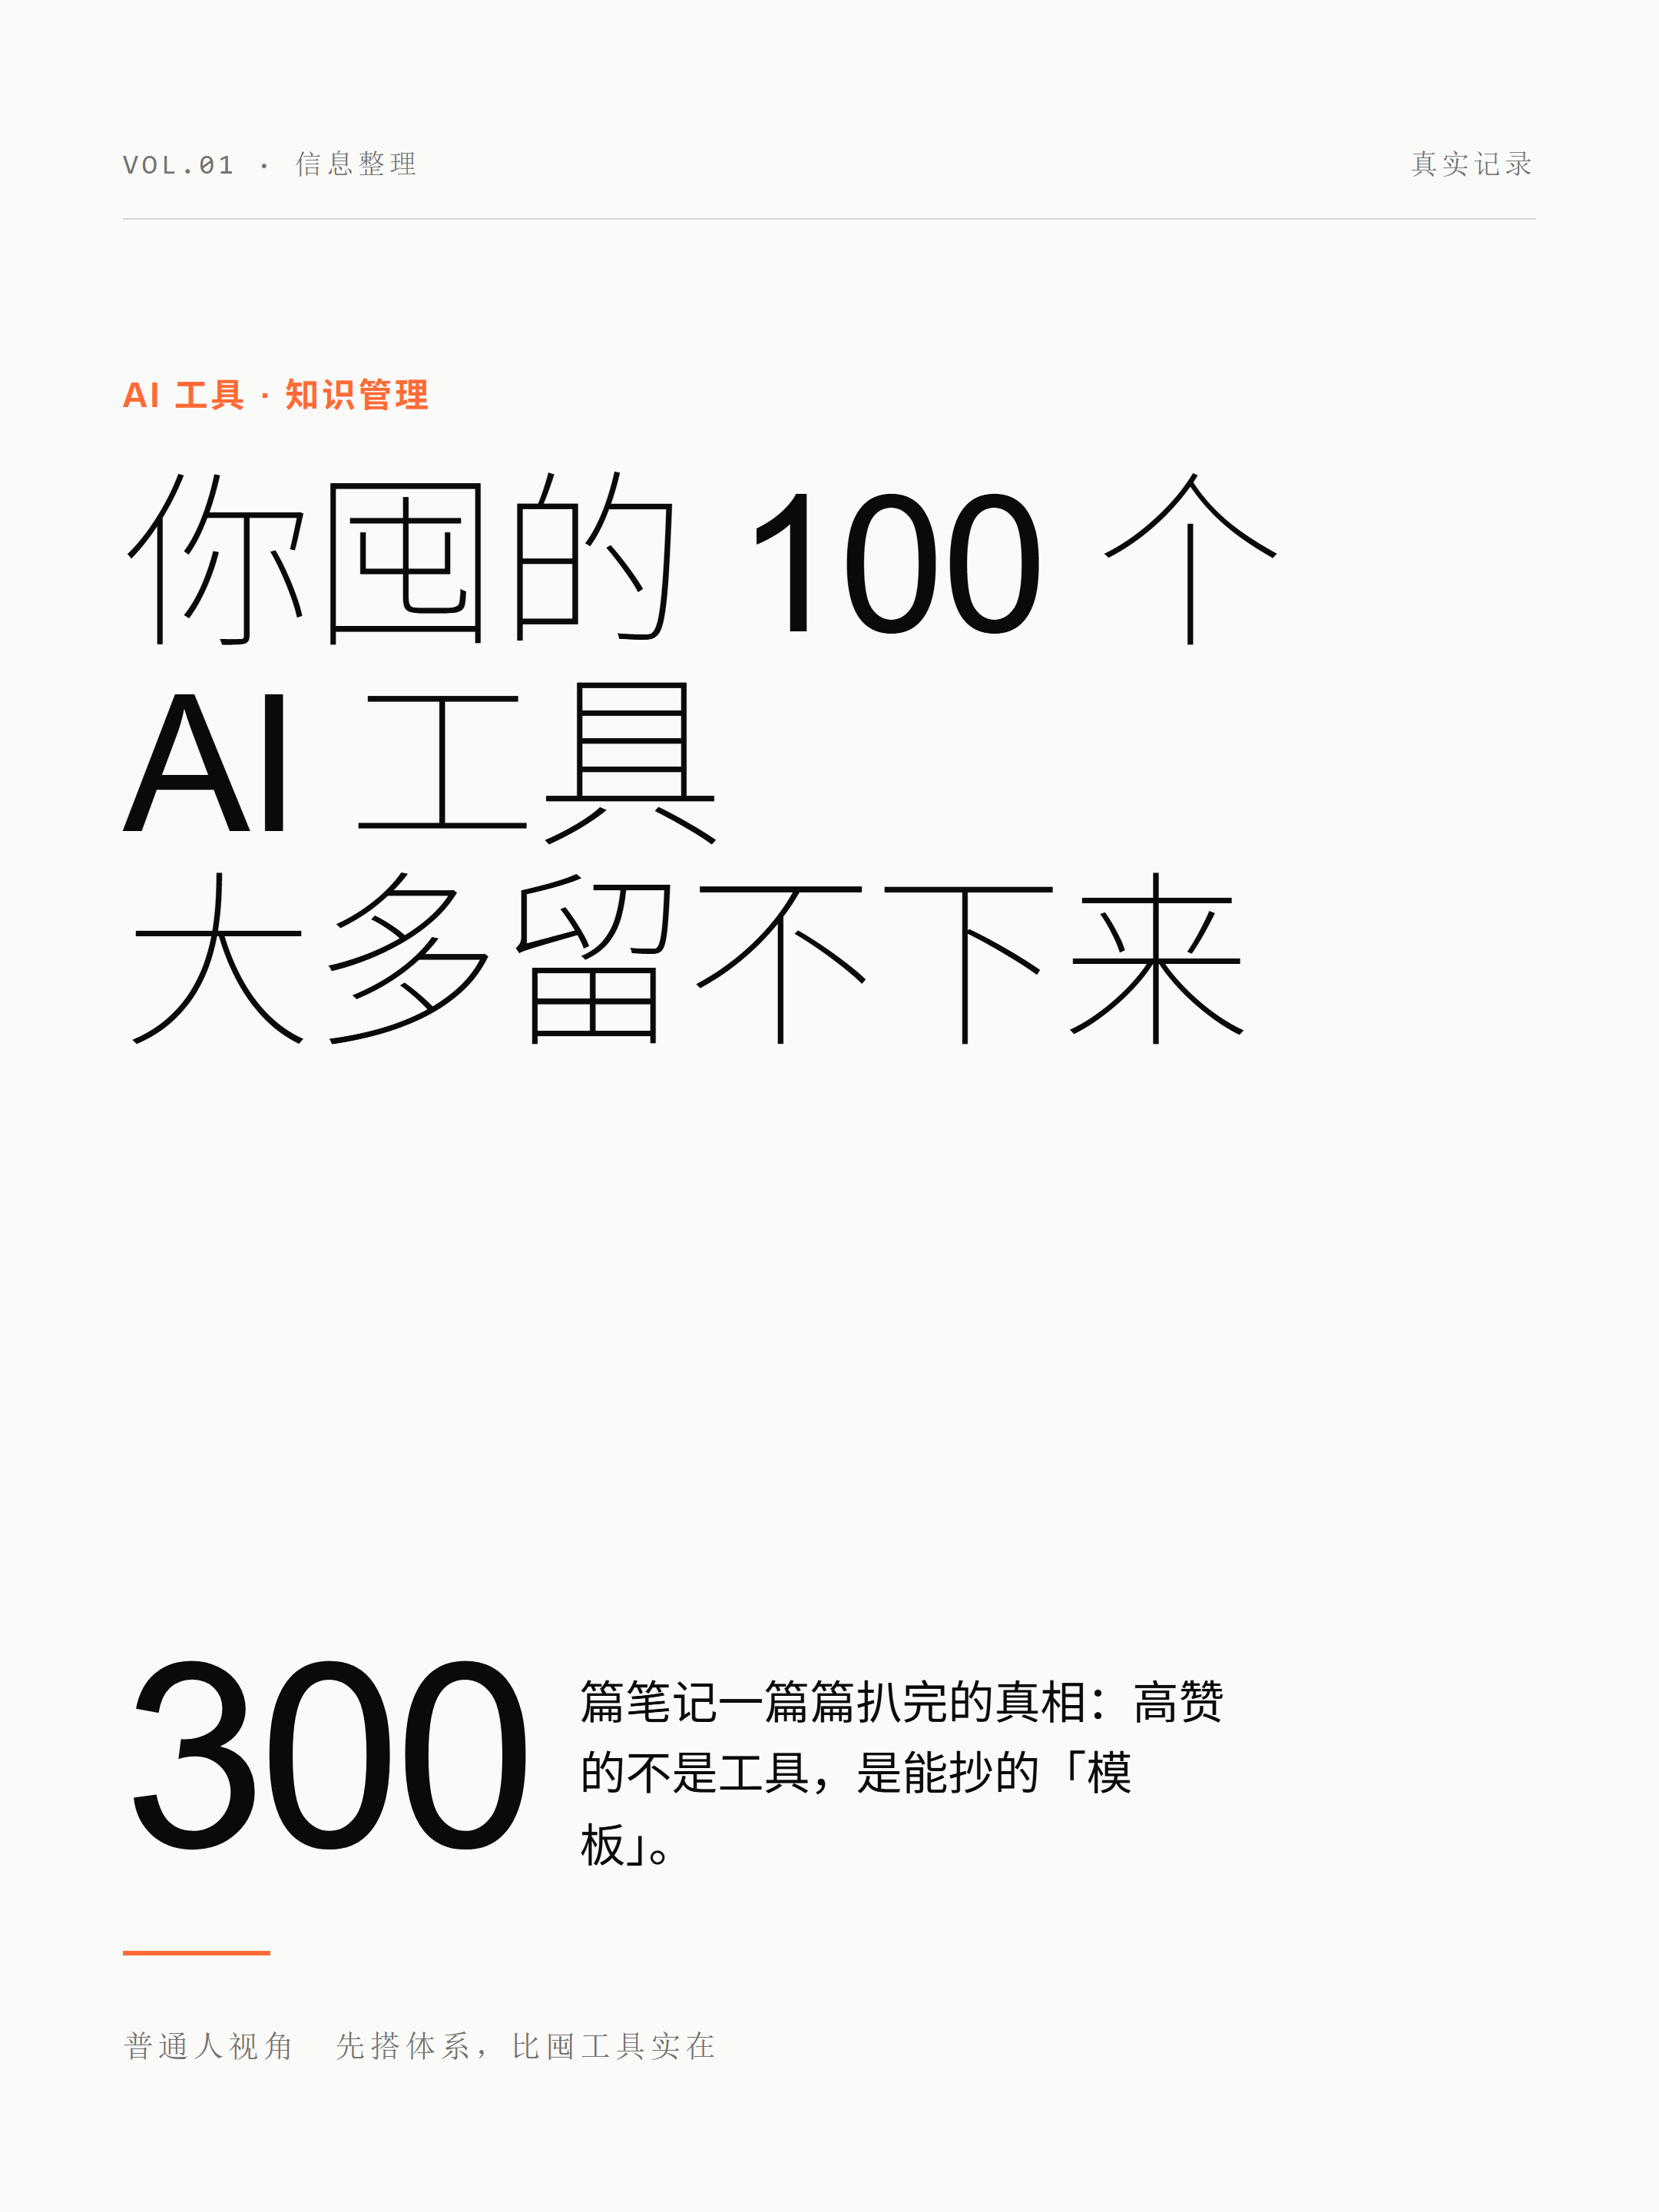 VOL.01 · 信息整理
真实记录
AI 工具 · 知识管理
你囤的 100 个
AI 工具
大多留不下来
300
篇笔记一篇篇扒完的真相：高赞
的不是工具，是能抄的「模
板」。
普通人视角　先搭体系，比囤工具实在